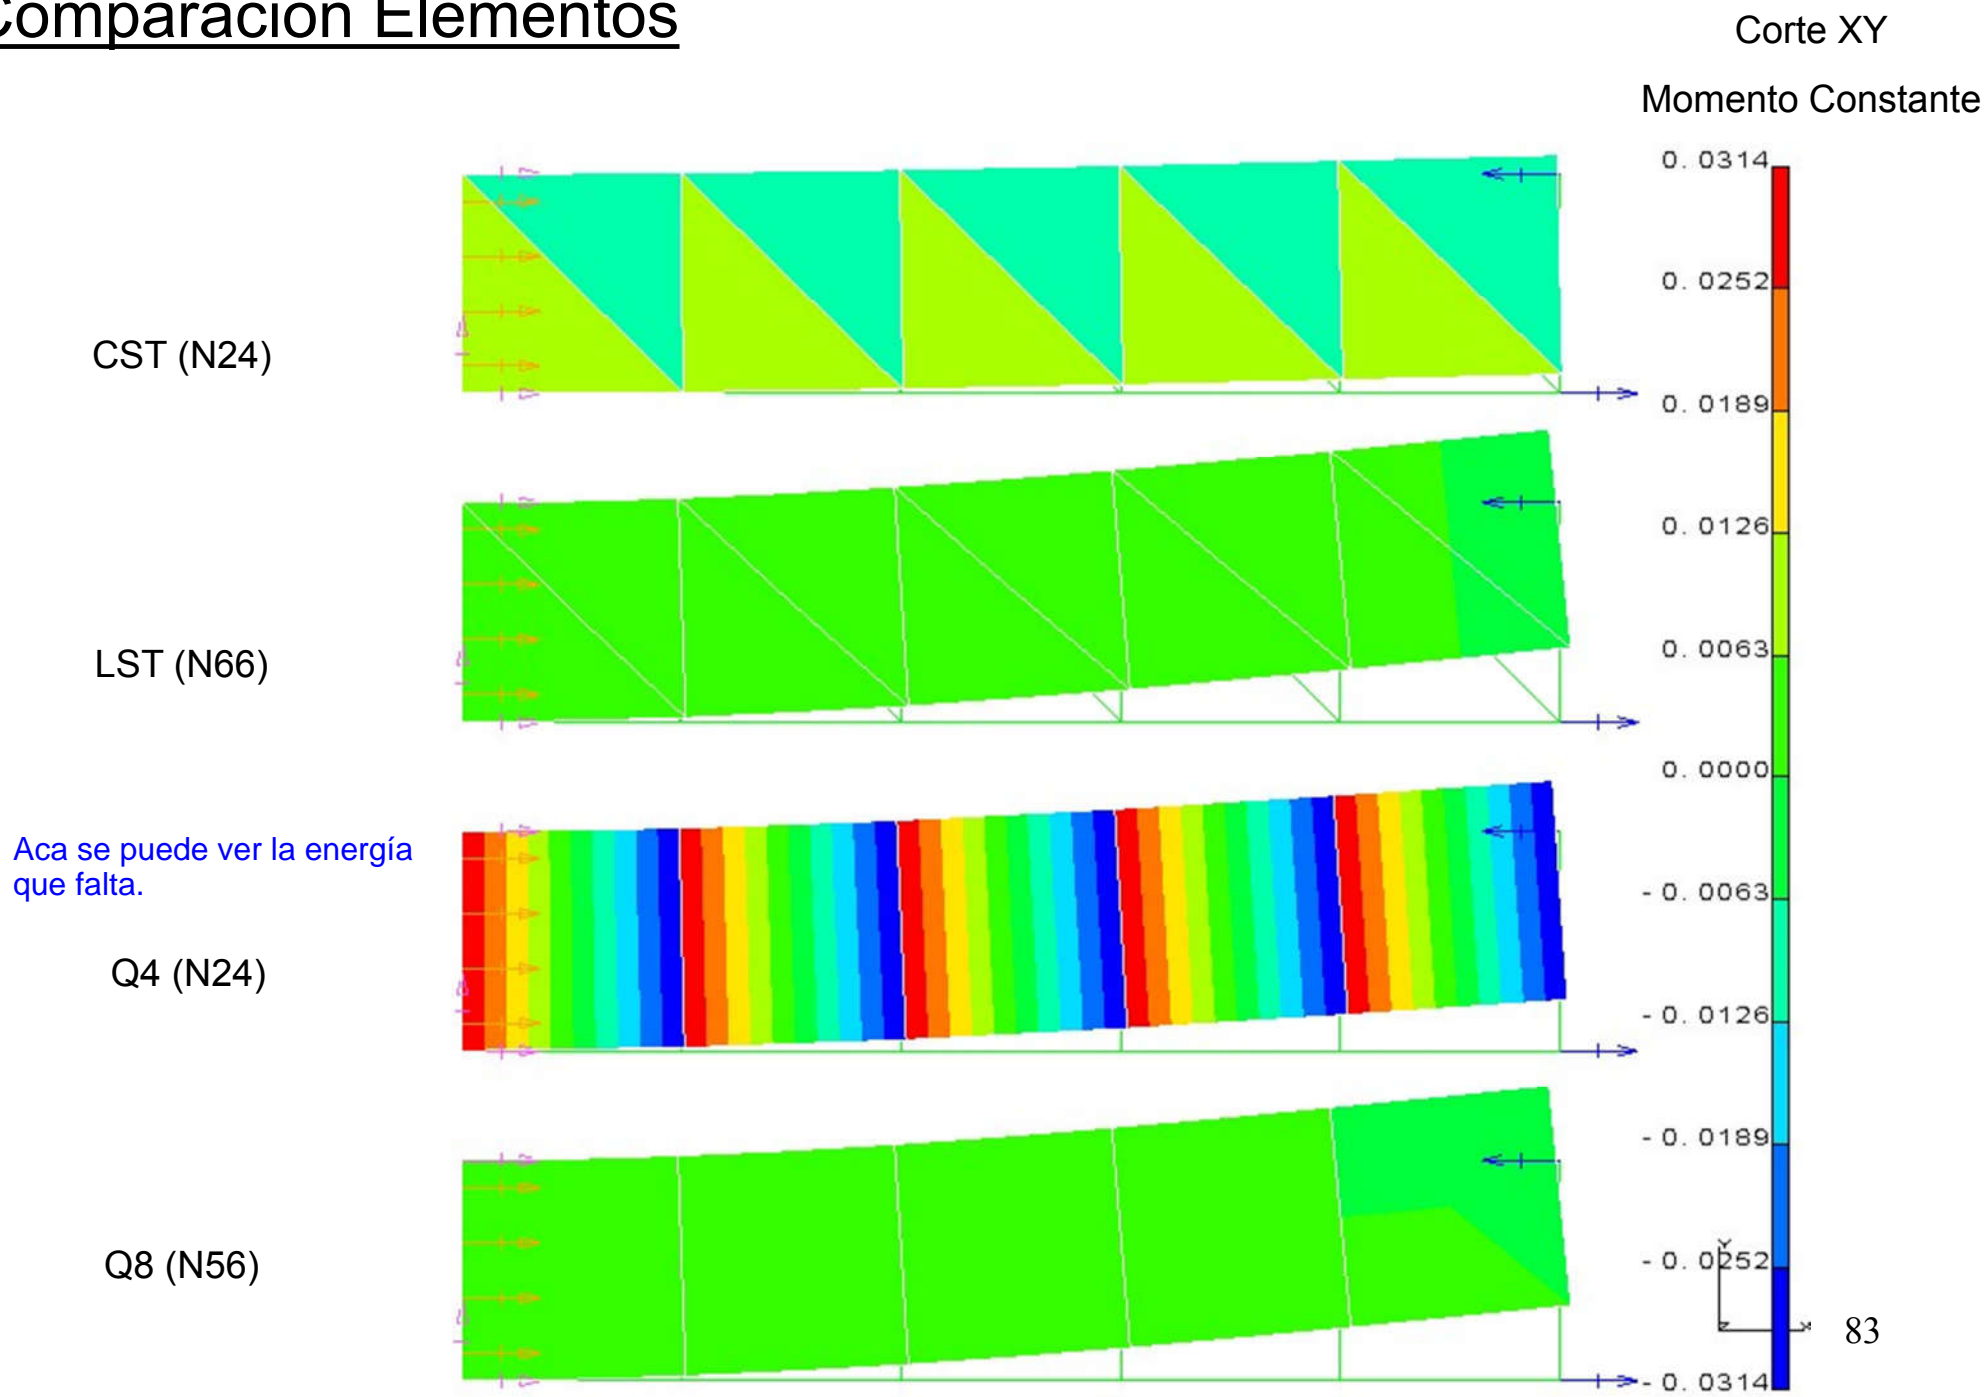 Comparacion Elementos
Corte XY
Momento Constante
CST (N24)
LST (N66)
Aca se puede ver la energía
que falta.
Q4 (N24)
Q8 (N56)
0.0314
0.0252
0.0189
0.0126
0.0063
0.0000
-0.0063
-0.0126
-0.0189
-0.0252
-0.0314
Y
Z
X
83